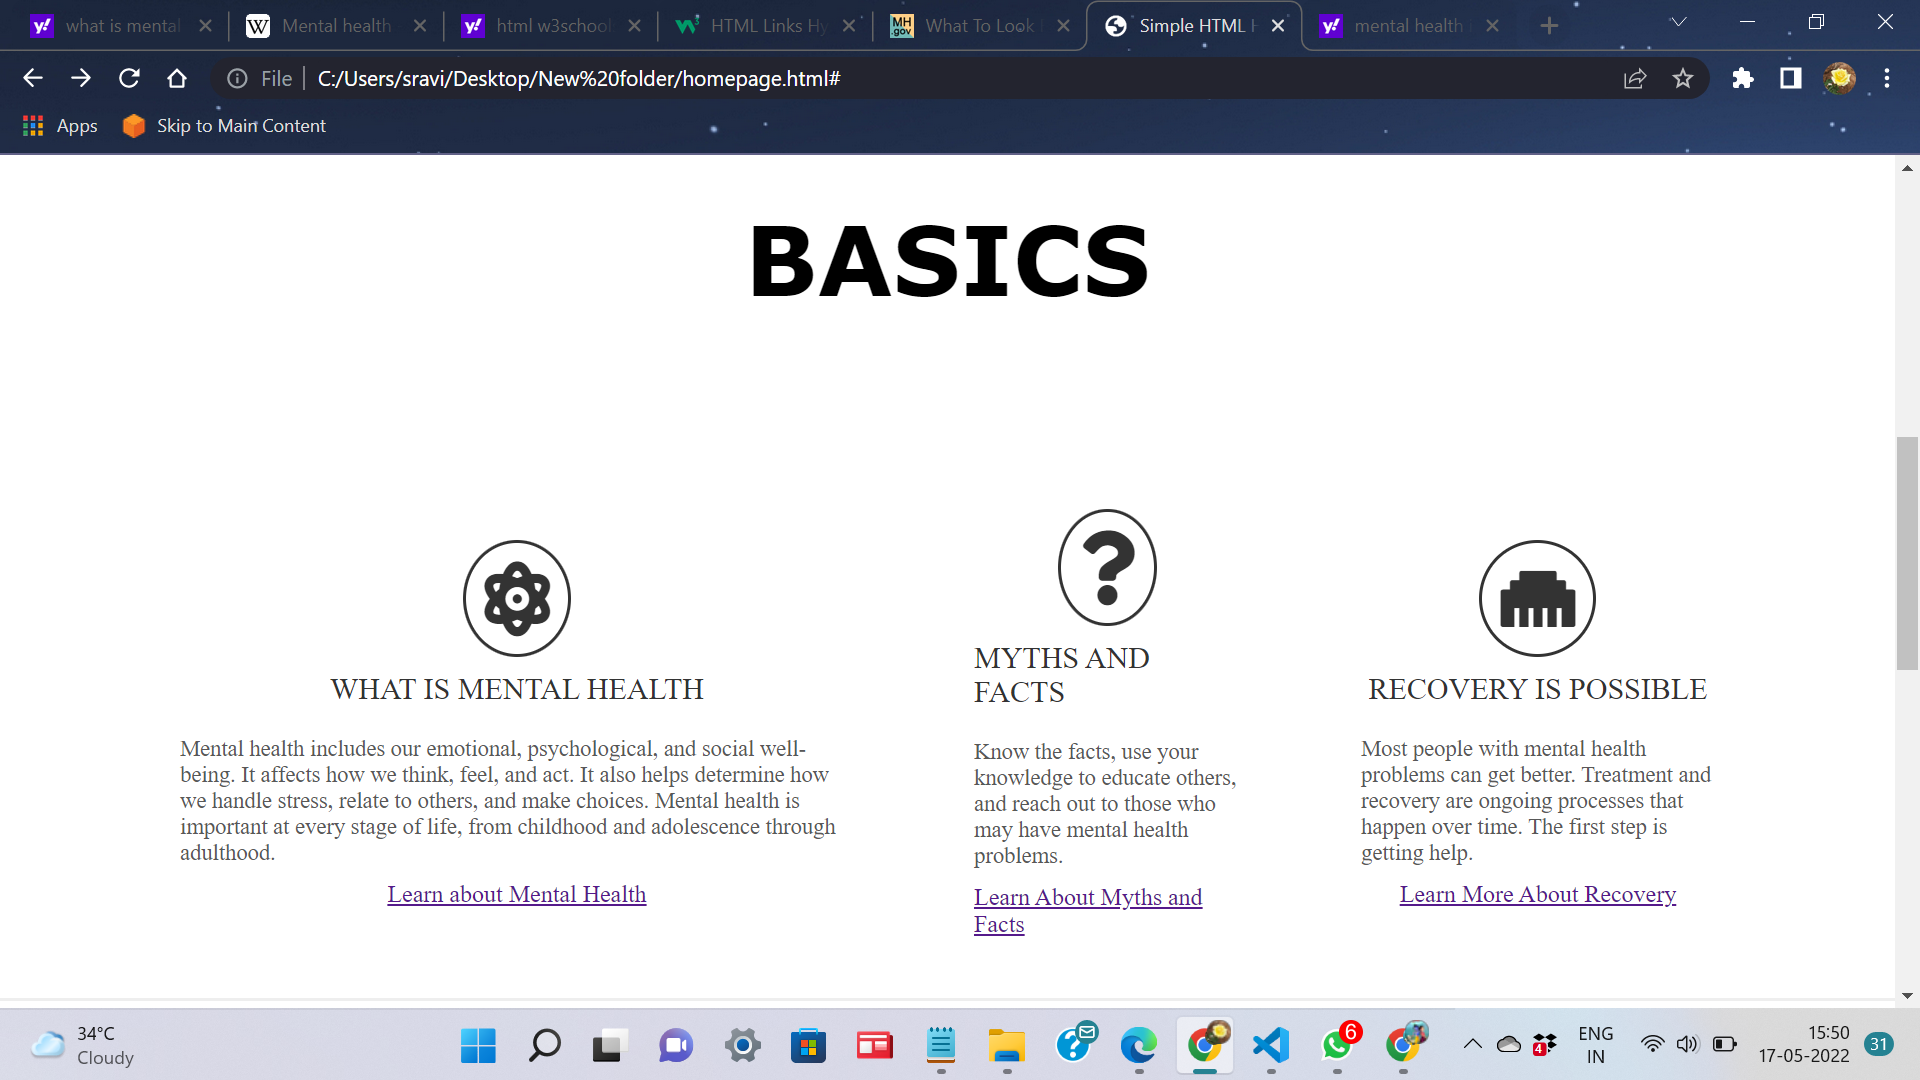 what is mental
Mental health
html w3school
HTML Links Hy
What To Look
Simple HTML H
mental health
File
C:/Users/sravi/Desktop/New%20folder/homepage.html#
Apps
Skip to Main Content
BASICS
WHAT IS MENTAL HEALTH
Mental health includes our emotional, psychological, and social well-
being. It affects how we think, feel, and act. It also helps determine how
we handle stress, relate to others, and make choices. Mental health is
important at every stage of life, from childhood and adolescence through
adulthood.
Learn about Mental Health
MYTHS AND
FACTS
Know the facts, use your
knowledge to educate others,
and reach out to those who
may have mental health
problems.
Learn About Myths and
Facts
RECOVERY IS POSSIBLE
Most people with mental health
problems can get better. Treatment and
recovery are ongoing processes that
happen over time. The first step is
getting help.
Learn More About Recovery
34°C
Cloudy
6
4
ENG
IN
15:50
17-05-2022
31